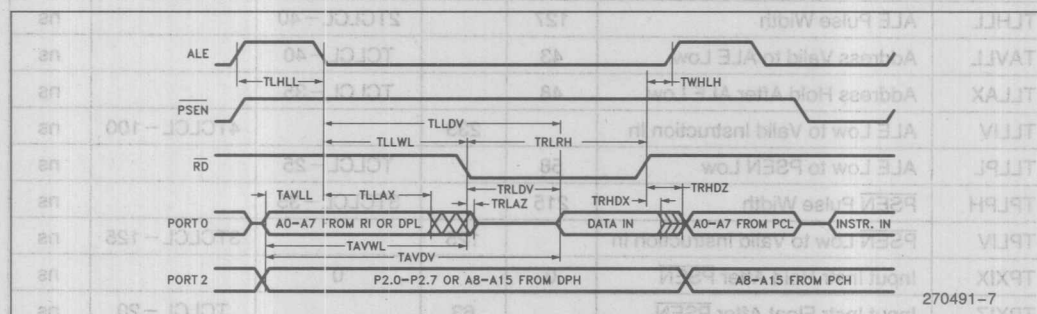 ALE
TLHLL
TWHLH
PSEN
TLLDV
TLLWL
TRLRH
RD
TAVLL
TLLAX
TRLDV
TRLAZ
TRHDX
TRHDZ
PORT 0
A0-A7 FROM RI OR DPL
DATA IN
A0-A7 FROM PCL
INSTR. IN
TAVWL
TAVDV
PORT 2
P2.0-P2.7 OR A8-A15 FROM DPH
A8-A15 FROM PCH
270491-7